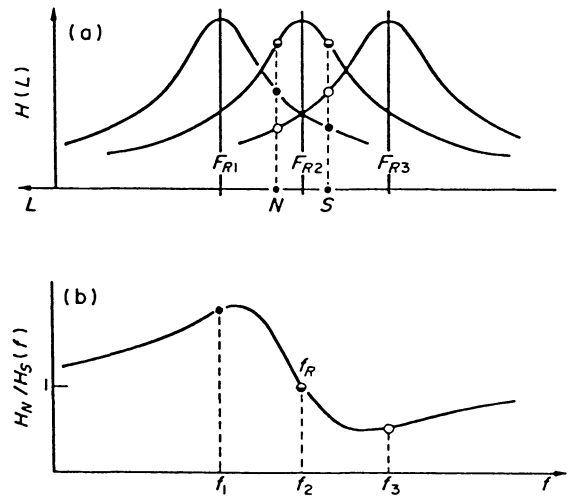 (a)
H(L)
F_R1 F_R2 F_R3
L N S
(b)
H_N/H_S(f)
f_R
1
f_1 f_2 f_3 f